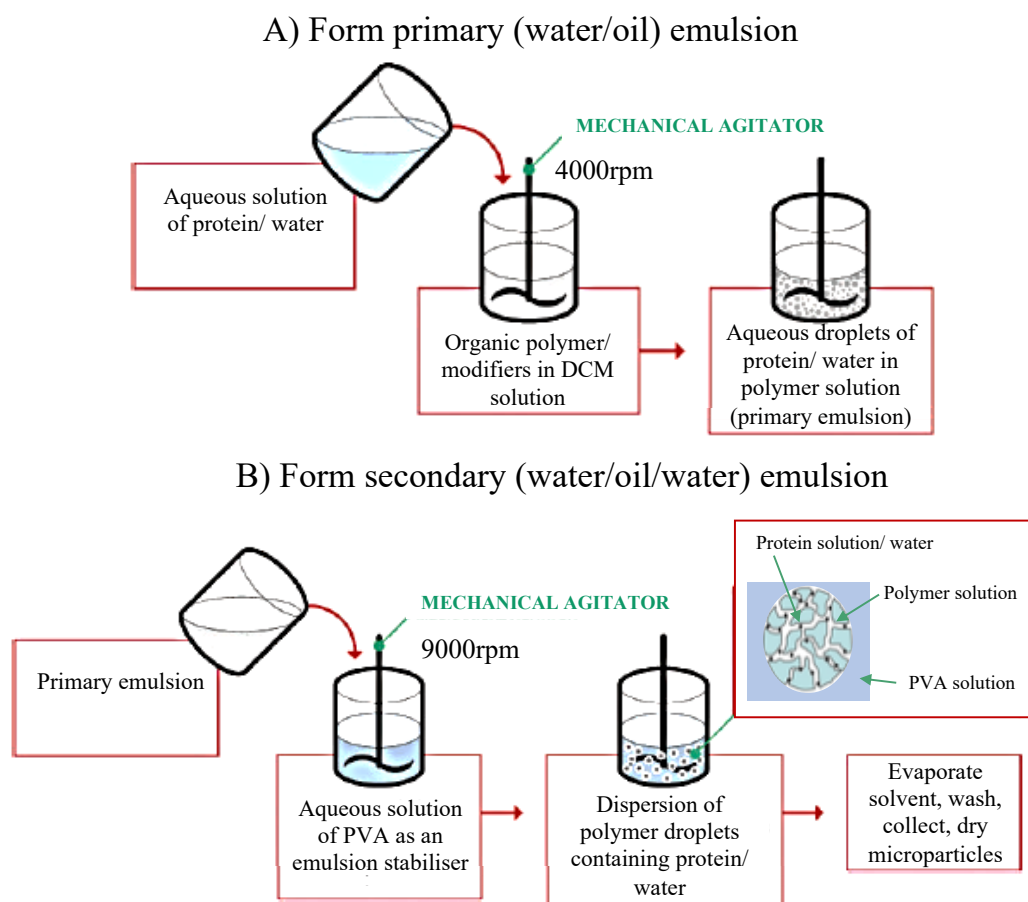 A) Form primary (water/oil) emulsion
MECHANICAL AGITATOR
4000rpm
Aqueous solution
of protein/ water
Organic polymer/
modifiers in DCM
solution
Aqueous droplets of
protein/ water in
polymer solution
(primary emulsion)
B) Form secondary (water/oil/water) emulsion
Protein solution/ water
Polymer solution
PVA solution
MECHANICAL AGITATOR
9000rpm
Primary emulsion
Aqueous solution
of PVA as an
emulsion stabiliser
Dispersion of
polymer droplets
containing protein/
water
Evaporate
solvent, wash,
collect, dry
microparticles